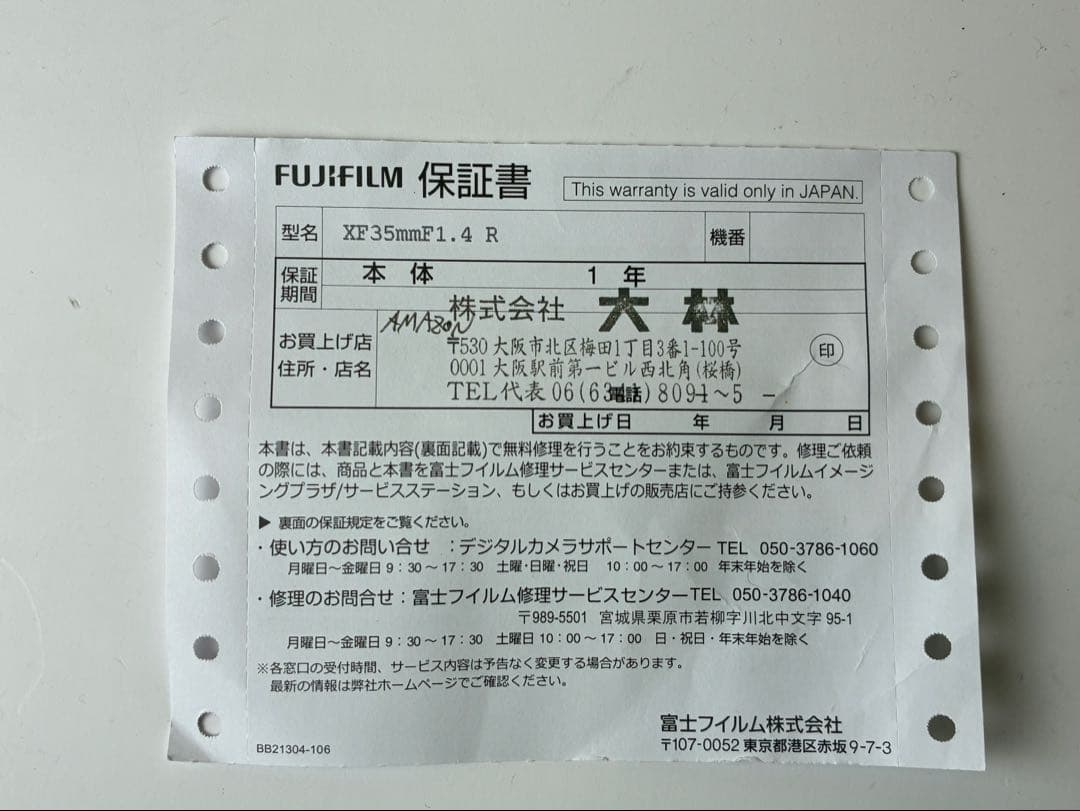 FUJIFILM 保証書 This warranty is valid only in JAPAN.
型名 XF35mmF1.4 R 機番
保証期間 本体 1年
株式会社 大林
AMAZON
お買上げ店
住所・店名
〒530 大阪市北区梅田1丁目3番1-100号
0001 大阪駅前第一ビル西北角(桜橋)
TEL代表 06(634 )8091〜5
電話
印
お買上げ日 年 月 日
本書は、本書記載内容(裏面記載)で無料修理を行うことをお約束するものです。修理ご依頼
の際には、商品と本書を富士フイルム修理サービスセンターまたは、富士フイルムイメージ
ングプラザ/サービスステーション、もしくはお買上げの販売店にご持参ください。
▶ 裏面の保証規定をご覧ください。
・使い方のお問い合せ :デジタルカメラサポートセンター TEL 050-3786-1060
月曜日〜金曜日 9:30〜17:30 土曜・日曜・祝日 10:00〜17:00 年末年始を除く
・修理のお問合せ:富士フイルム修理サービスセンターTEL 050-3786-1040
〒989-5501 宮城県栗原市若柳字川北中文字 95-1
月曜日〜金曜日 9:30〜17:30 土曜日 10:00〜17:00 日・祝日・年末年始を除く
※各窓口の受付時間、サービス内容は予告なく変更する場合があります。
最新の情報は弊社ホームページでご確認ください。
富士フイルム株式会社
〒107-0052 東京都港区赤坂 9-7-3
BB21304-106